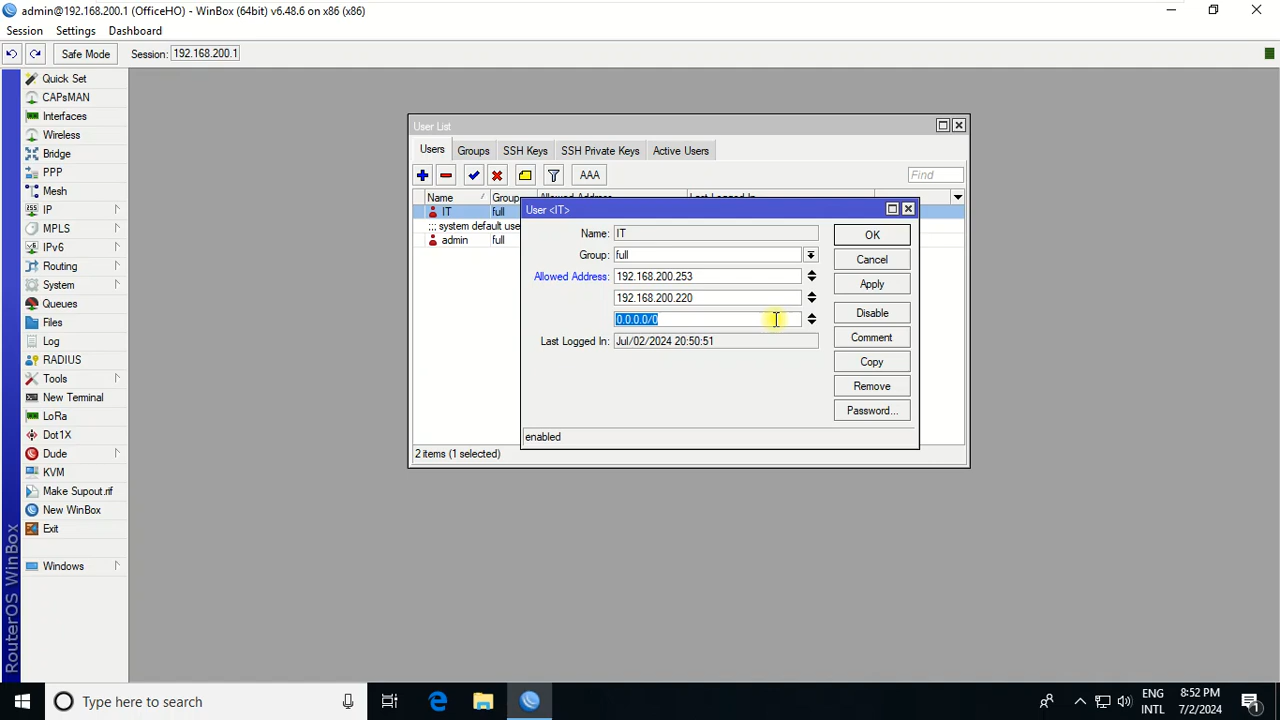 admin@192.168.200.1 (OfficeHO) - WinBox (64bit) v6.48.6 on x86 (x86)
Session Settings Dashboard
Safe Mode Session: 192.168.200.1
Quick Set
CAPsMAN
Interfaces
Wireless
Bridge
PPP
Mesh
IP
MPLS
IPv6
Routing
System
Queues
Files
Log
RADIUS
Tools
New Terminal
LoRa
Dot1X
Dude
KVM
Make Supout.rif
New WinBox
Exit
Windows
RouterOS WinBox
User List
Users Groups SSH Keys SSH Private Keys Active Users
AAA Find
Name Group Allowed Address Last Logged In
IT full
;;; system default use
admin full
2 items (1 selected)
User <IT>
Name: IT
Group: full
Allowed Address: 192.168.200.253
192.168.200.220
0.0.0.0/0
Last Logged In: Jul/02/2024 20:50:51
OK
Cancel
Apply
Disable
Comment
Copy
Remove
Password...
enabled
Type here to search
ENG
INTL
8:52 PM
7/2/2024
1